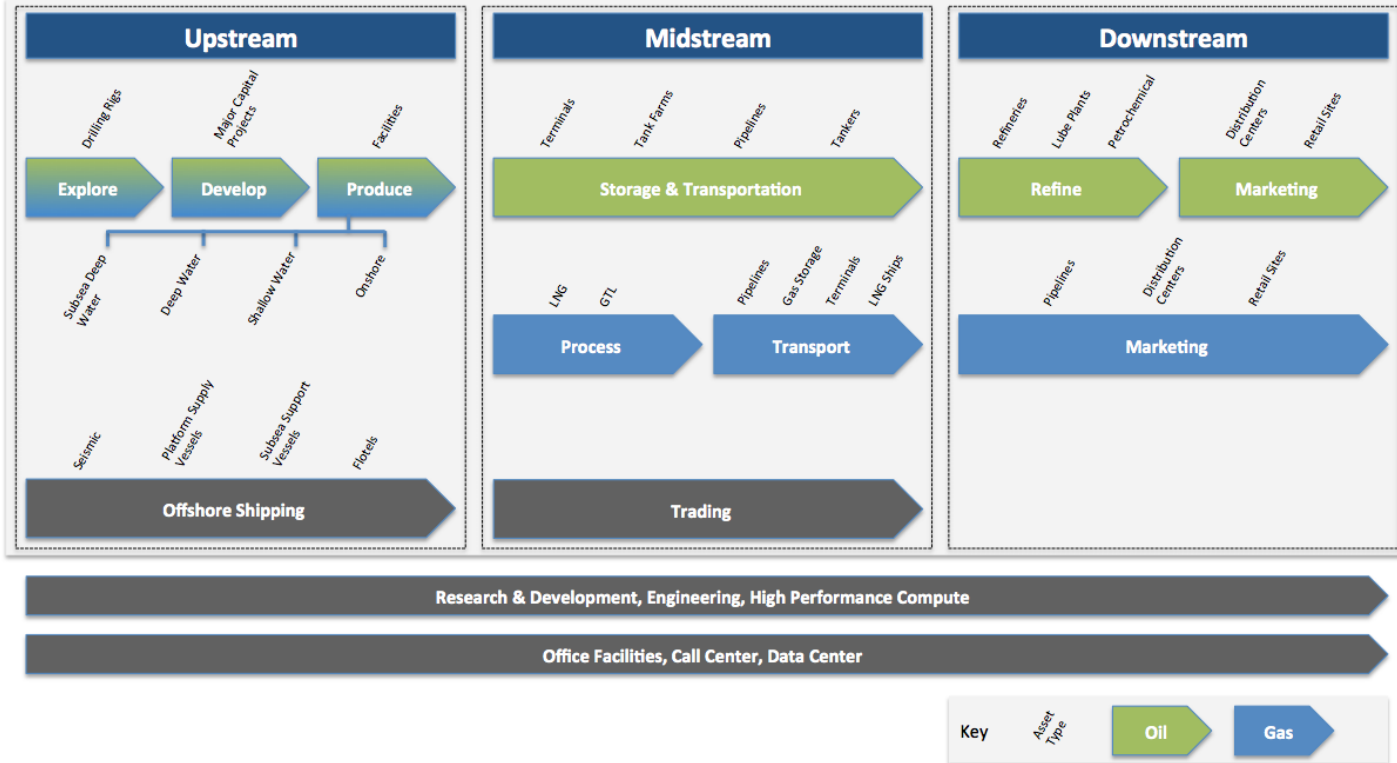 Upstream
Midstream
Downstream
Drilling Rigs
Major Capital
Projects
Facilities
Terminals
Tank Farms
Pipelines
Tankers
Refineries
Lube Plants
Petrochemical
Distribution
Centers
Retail Sites
Explore
Develop
Produce
Storage & Transportation
Refine
Marketing
Subsea Deep
Water
Deep Water
Shallow Water
Onshore
LNG
GTL
Pipelines
Gas Storage
Terminals
LNG Ships
Pipelines
Distribution
Centers
Retail Sites
Process
Transport
Marketing
Seismic
Platform Supply
Vessels
Subsea Support
Vessels
Flotels
Offshore Shipping
Trading
Research & Development, Engineering, High Performance Compute
Office Facilities, Call Center, Data Center
Key
Asset
Type
Oil
Gas